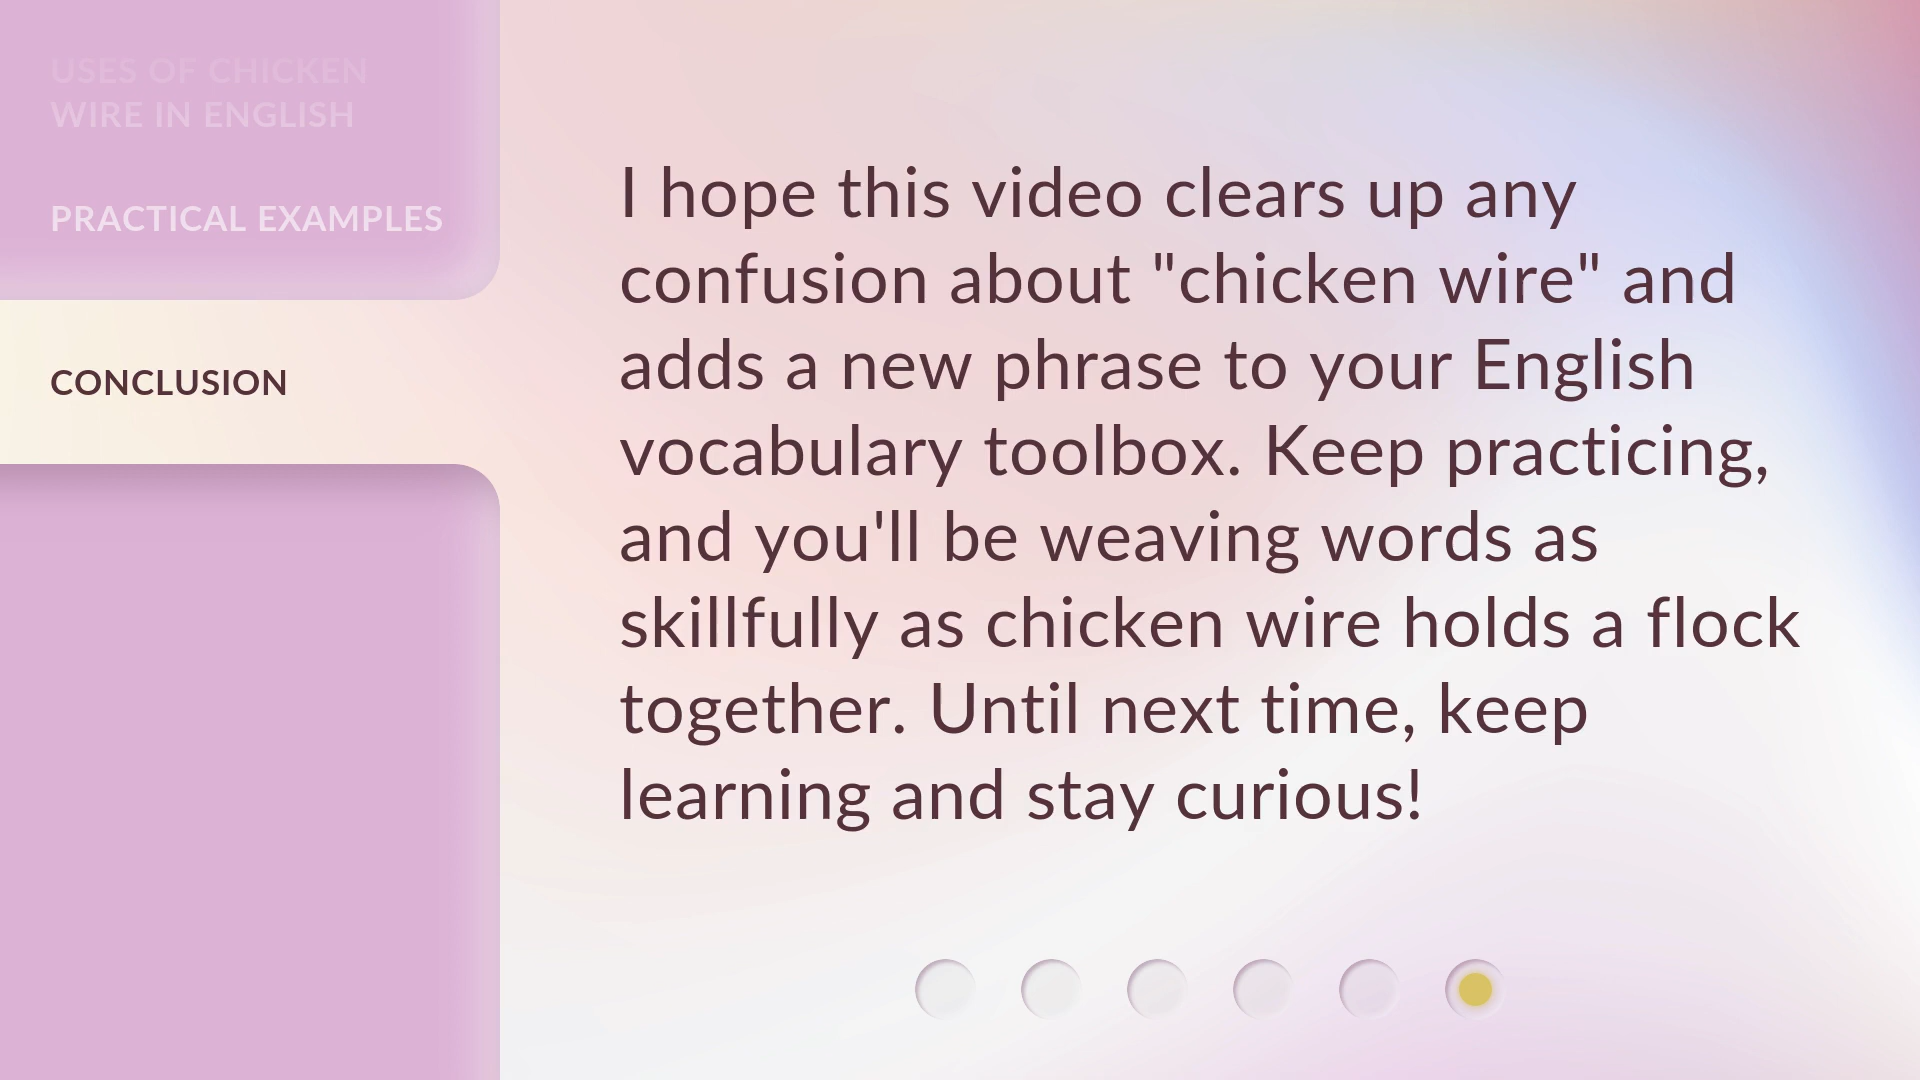 USES OF CHICKEN
WIRE IN ENGLISH
PRACTICAL EXAMPLES
CONCLUSION
I hope this video clears up any
confusion about "chicken wire" and
adds a new phrase to your English
vocabulary toolbox. Keep practicing,
and you'll be weaving words as
skillfully as chicken wire holds a flock
together. Until next time, keep
learning and stay curious!